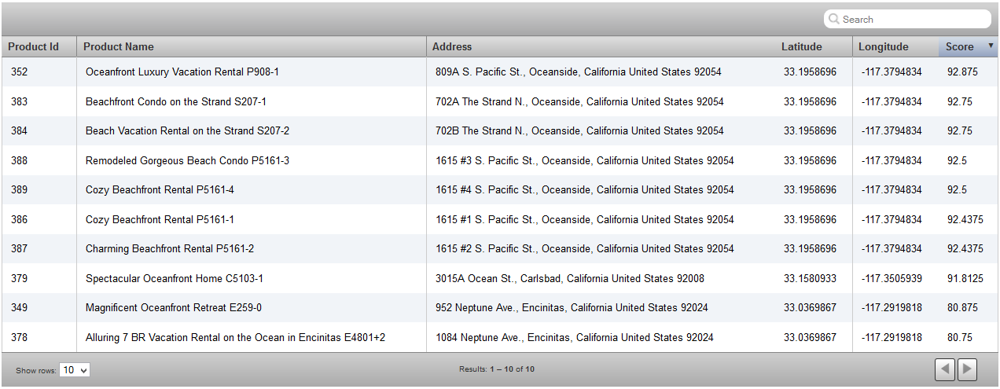 Search
Product Id Product Name Address Latitude Longitude Score
352 Oceanfront Luxury Vacation Rental P908-1 809A S. Pacific St., Oceanside, California United States 92054 33.1958696 -117.3794834 92.875
383 Beachfront Condo on the Strand S207-1 702A The Strand N., Oceanside, California United States 92054 33.1958696 -117.3794834 92.75
384 Beach Vacation Rental on the Strand S207-2 702B The Strand N., Oceanside, California United States 92054 33.1958696 -117.3794834 92.75
388 Remodeled Gorgeous Beach Condo P5161-3 1615 #3 S. Pacific St., Oceanside, California United States 92054 33.1958696 -117.3794834 92.5
389 Cozy Beachfront Rental P5161-4 1615 #4 S. Pacific St., Oceanside, California United States 92054 33.1958696 -117.3794834 92.5
386 Cozy Beachfront Rental P5161-1 1615 #1 S. Pacific St., Oceanside, California United States 92054 33.1958696 -117.3794834 92.4375
387 Charming Beachfront Rental P5161-2 1615 #2 S. Pacific St., Oceanside, California United States 92054 33.1958696 -117.3794834 92.4375
379 Spectacular Oceanfront Home C5103-1 3015A Ocean St., Carlsbad, California United States 92008 33.1580933 -117.3505939 91.8125
349 Magnificent Oceanfront Retreat E259-0 952 Neptune Ave., Encinitas, California United States 92024 33.0369867 -117.2919818 80.875
378 Alluring 7 BR Vacation Rental on the Ocean in Encinitas E4801+2 1084 Neptune Ave., Encinitas, California United States 92024 33.0369867 -117.2919818 80.75
Show rows: 10 Results: 1 – 10 of 10